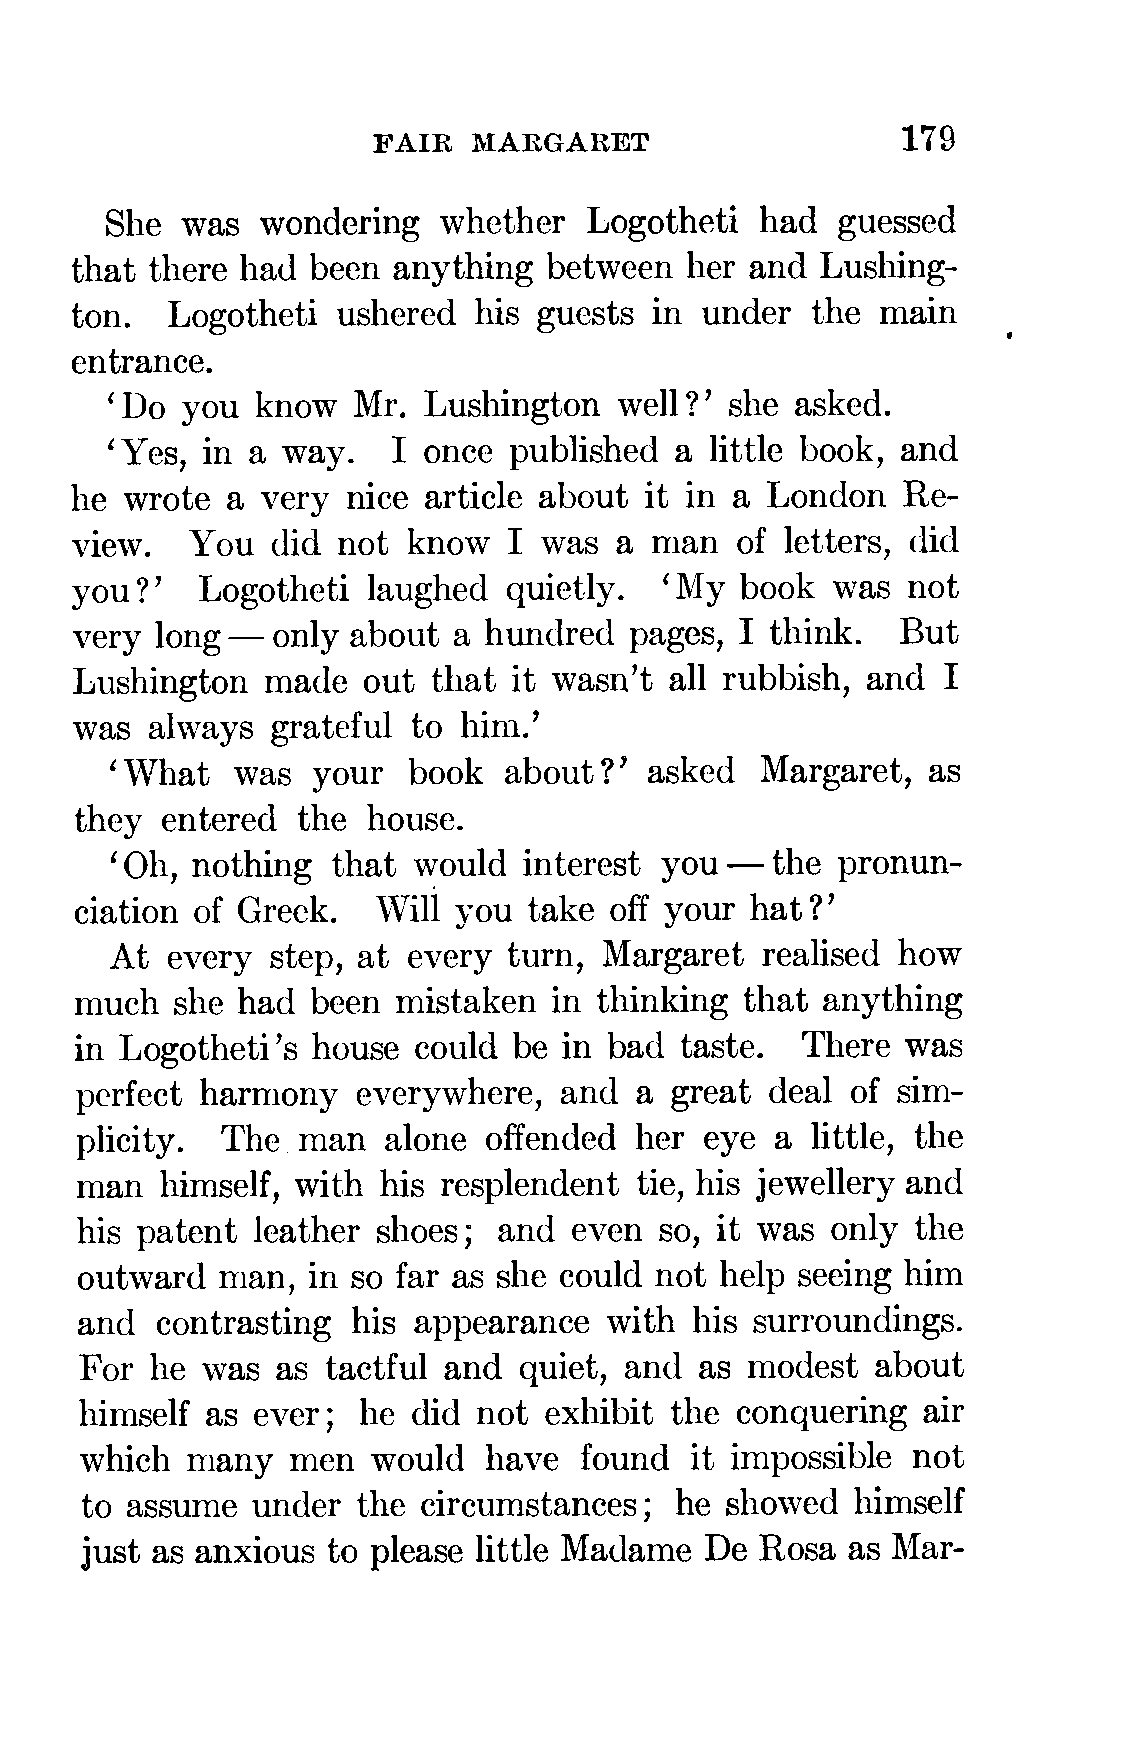 FAIR MARGARET 179
She was wondering whether Logotheti had guessed
that there had been anything between her and Lushing-
ton. Logotheti ushered his guests in under the main
entrance.
‘Do you know Mr. Lushington well?’ she asked.
‘Yes, in a way. I once published a little book, and
he wrote a very nice article about it in a London Re-
view. You did not know I was a man of letters, did
you?’ Logotheti laughed quietly. ‘My book was not
very long — only about a hundred pages, I think. But
Lushington made out that it wasn’t all rubbish, and I
was always grateful to him.’
‘What was your book about?’ asked Margaret, as
they entered the house.
‘Oh, nothing that would interest you — the pronun-
ciation of Greek. Will you take off your hat?’
At every step, at every turn, Margaret realised how
much she had been mistaken in thinking that anything
in Logotheti’s house could be in bad taste. There was
perfect harmony everywhere, and a great deal of sim-
plicity. The man alone offended her eye a little, the
man himself, with his resplendent tie, his jewellery and
his patent leather shoes; and even so, it was only the
outward man, in so far as she could not help seeing him
and contrasting his appearance with his surroundings.
For he was as tactful and quiet, and as modest about
himself as ever; he did not exhibit the conquering air
which many men would have found it impossible not
to assume under the circumstances; he showed himself
just as anxious to please little Madame De Rosa as Mar-